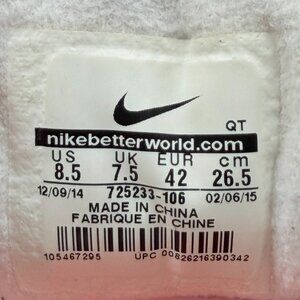 QT
nikebetterworld.com
US UK EUR cm
8.5 7.5 42 26.5
12/09/14 725233-106 02/06/15
MADE IN CHINA
FABRIQUE EN CHINE
105467295 UPC 00826216390342